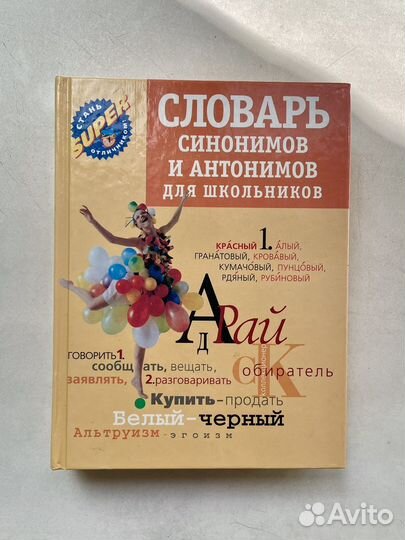 СТАНЬ
SUPER
ОТЛИЧНИКОМ
СЛОВАРЬ
СИНОНИМОВ
И АНТОНИМОВ
ДЛЯ ШКОЛЬНИКОВ
КРА́СНЫЙ 1. А́ЛЫЙ,
ГРАНА́ТОВЫЙ, КРОВА́ВЫЙ,
КУМАЧО́ВЫЙ, ПУНЦО́ВЫЙ,
РДЯ́НЫЙ, РУБИ́НОВЫЙ
Ад Рай
ГОВОРИТЬ 1.
сообщать, вещать,
заявлять, 2.разговаривать
Собиратель
Коллекционер
Купить–продать
Белый–черный
Альтруизм-эгоизм
Avito